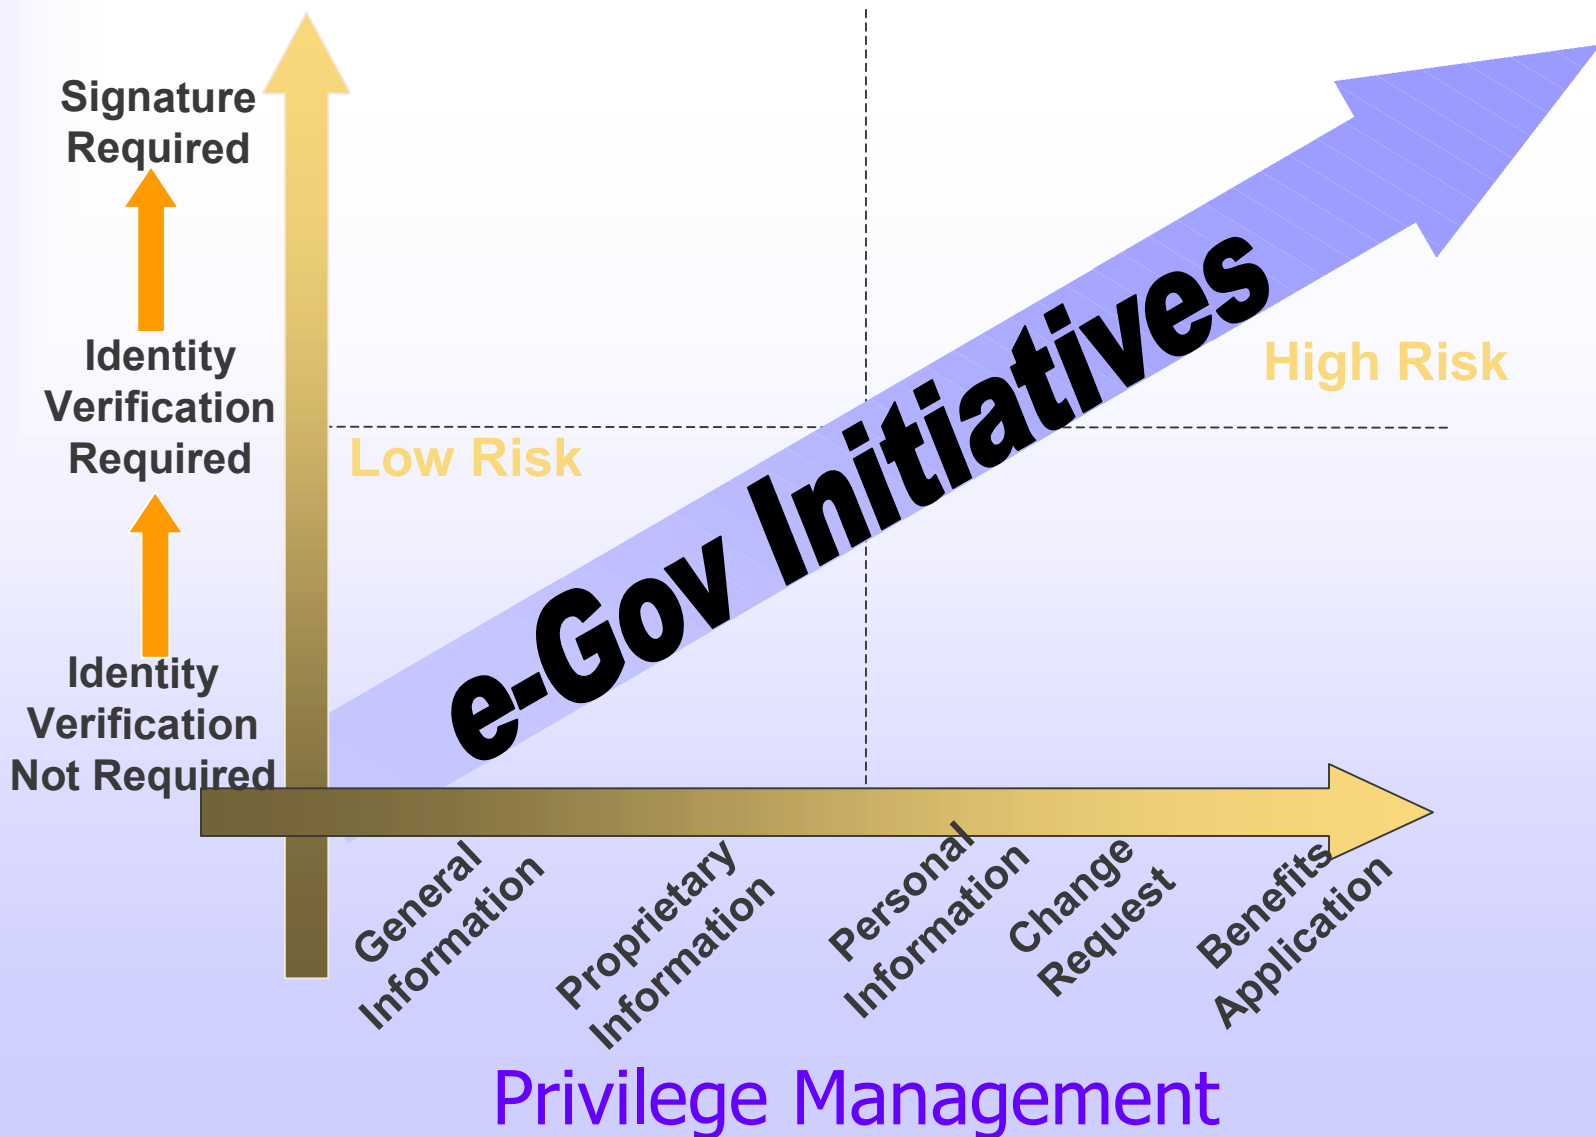 Signature
Required
Identity
Verification
Required
Identity
Verification
Not Required
Low Risk
High Risk
e-Gov Initiatives
General
Information
Proprietary
Information
Personal
Information
Change
Request
Benefits
Application
Privilege Management